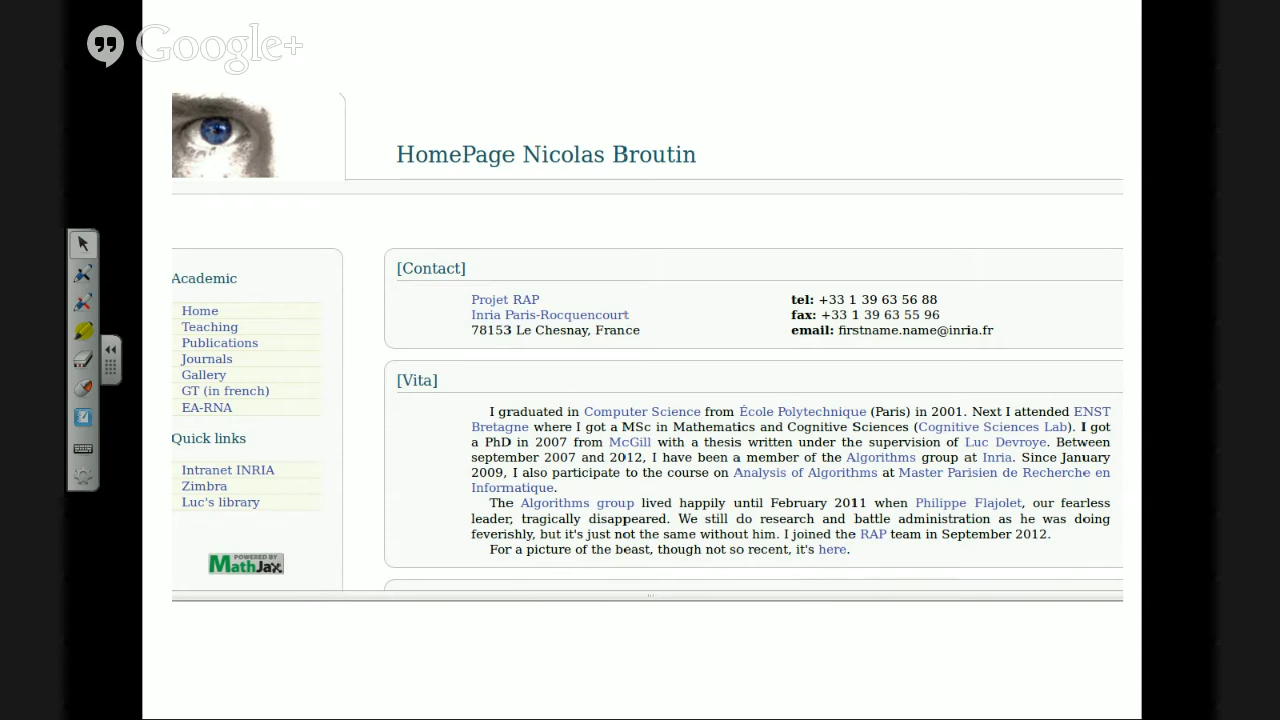 Google+
HomePage Nicolas Broutin
Academic
Home
Teaching
Publications
Journals
Gallery
GT (in french)
EA-RNA
Quick links
Intranet INRIA
Zimbra
Luc's library
POWERED BY
MathJax
[Contact]
Projet RAP
Inria Paris-Rocquencourt
78153 Le Chesnay, France
tel: +33 1 39 63 56 88
fax: +33 1 39 63 55 96
email: firstname.name@inria.fr
[Vita]
I graduated in Computer Science from École Polytechnique (Paris) in 2001. Next I attended ENST
Bretagne where I got a MSc in Mathematics and Cognitive Sciences (Cognitive Sciences Lab). I got
a PhD in 2007 from McGill with a thesis written under the supervision of Luc Devroye. Between
september 2007 and 2012, I have been a member of the Algorithms group at Inria. Since January
2009, I also participate to the course on Analysis of Algorithms at Master Parisien de Recherche en
Informatique.
The Algorithms group lived happily until February 2011 when Philippe Flajolet, our fearless
leader, tragically disappeared. We still do research and battle administration as he was doing
feverishly, but it's just not the same without him. I joined the RAP team in September 2012.
For a picture of the beast, though not so recent, it's here.